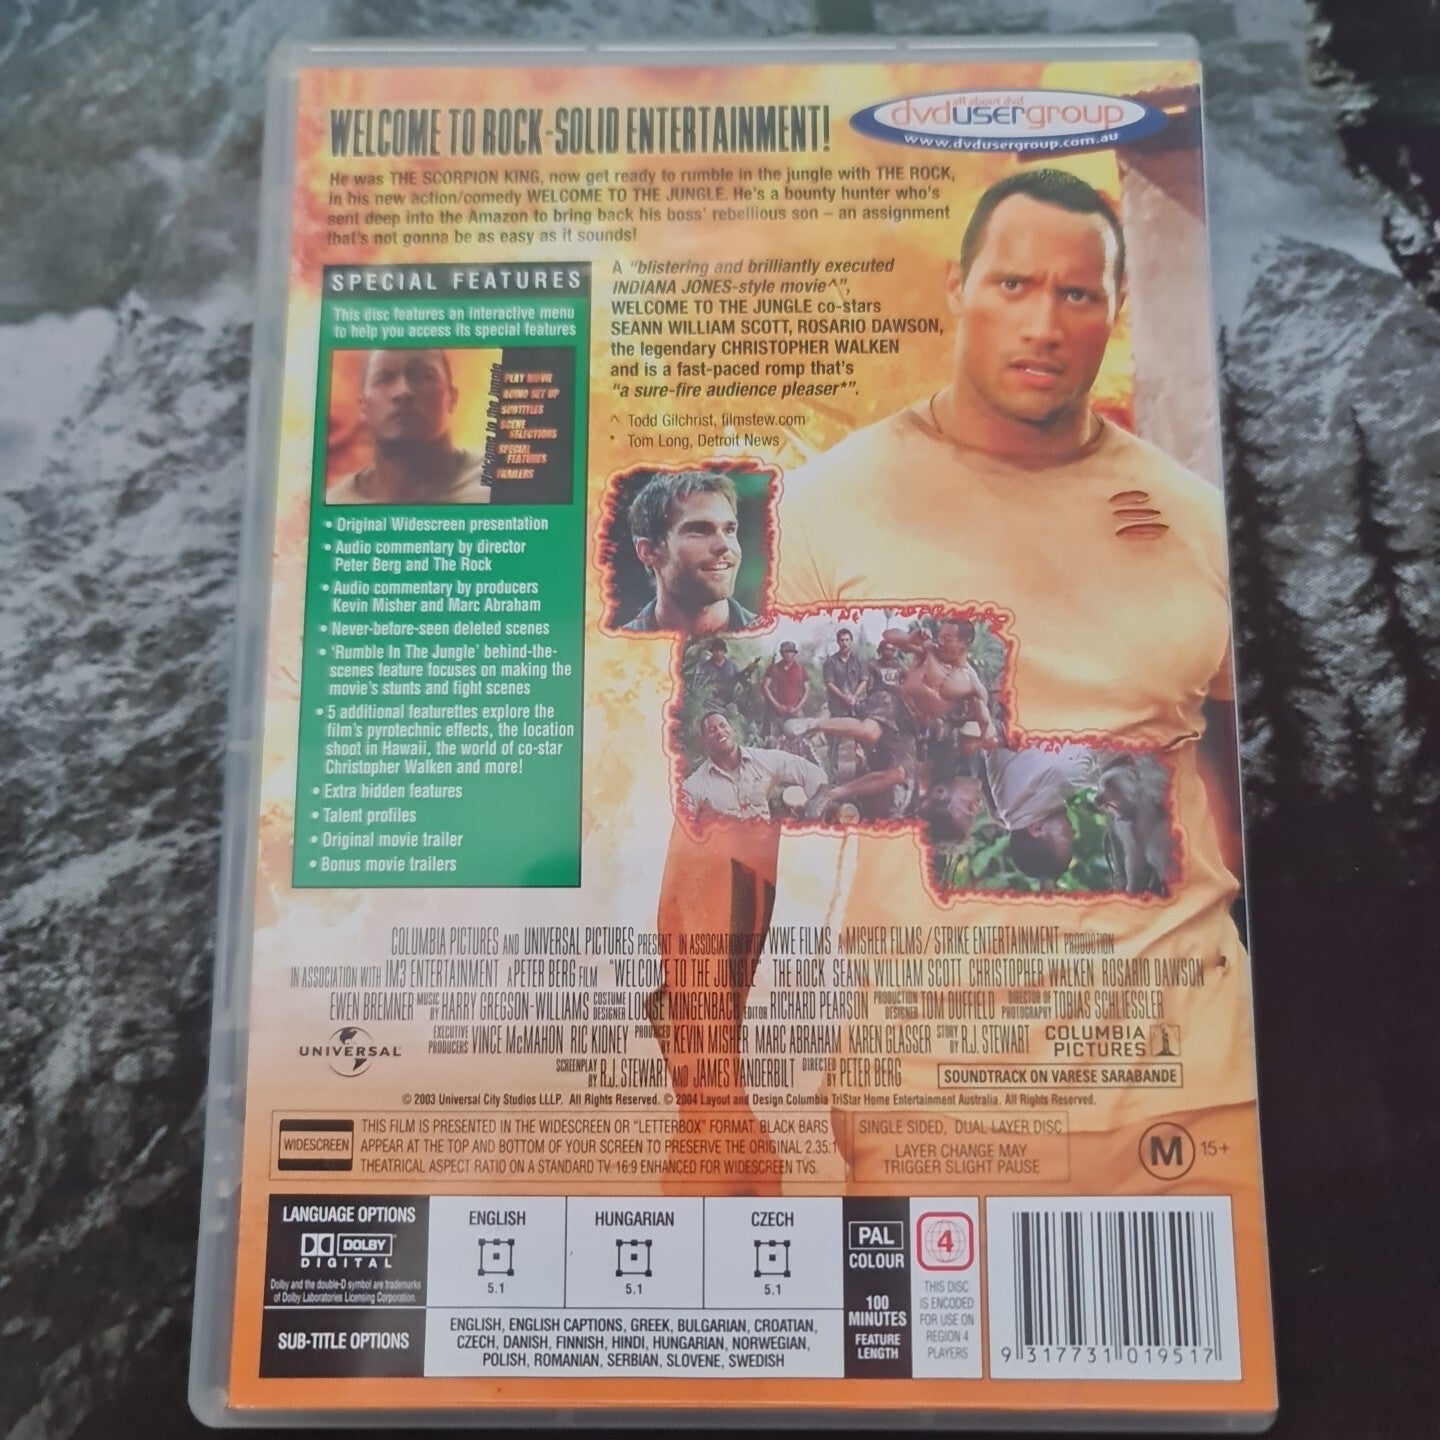 WELCOME TO ROCK-SOLID ENTERTAINMENT!
all about dvd
dvdusergroup
www.dvdusergroup.com.au
He was THE SCORPION KING, now get ready to rumble in the jungle with THE ROCK,
in his new action/comedy WELCOME TO THE JUNGLE. He's a bounty hunter who's
sent deep into the Amazon to bring back his boss' rebellious son – an assignment
that's not gonna be as easy as it sounds!
SPECIAL FEATURES
This disc features an interactive menu
to help you access its special features
Welcome to the Jungle
PLAY MOVIE
AUDIO SET UP
SUBTITLES
SCENE
SELECTIONS
SPECIAL
FEATURES
TRAILERS
• Original Widescreen presentation
• Audio commentary by director
Peter Berg and The Rock
• Audio commentary by producers
Kevin Misher and Marc Abraham
• Never-before-seen deleted scenes
• 'Rumble In The Jungle' behind-the-
scenes feature focuses on making the
movie's stunts and fight scenes
• 5 additional featurettes explore the
film's pyrotechnic effects, the location
shoot in Hawaii, the world of co-star
Christopher Walken and more!
• Extra hidden features
• Talent profiles
• Original movie trailer
• Bonus movie trailers
A "blistering and brilliantly executed
INDIANA JONES-style movie^",
WELCOME TO THE JUNGLE co-stars
SEANN WILLIAM SCOTT, ROSARIO DAWSON,
the legendary CHRISTOPHER WALKEN
and is a fast-paced romp that's
"a sure-fire audience pleaser*".
^ Todd Gilchrist, filmstew.com
* Tom Long, Detroit News
COLUMBIA PICTURES AND UNIVERSAL PICTURES PRESENT IN ASSOCIATION WITH WWE FILMS A MISHER FILMS/STRIKE ENTERTAINMENT PRODUCTION
IN ASSOCIATION WITH IM3 ENTERTAINMENT A PETER BERG FILM "WELCOME TO THE JUNGLE" THE ROCK SEANN WILLIAM SCOTT CHRISTOPHER WALKEN ROSARIO DAWSON
EWEN BREMNER MUSIC BY HARRY GREGSON-WILLIAMS COSTUME DESIGNER LOUISE MINGENBACH EDITOR RICHARD PEARSON PRODUCTION DESIGNER TOM DUFFIELD DIRECTOR OF PHOTOGRAPHY TOBIAS SCHLIESSLER
EXECUTIVE PRODUCERS VINCE McMAHON RIC KIDNEY PRODUCED BY KEVIN MISHER MARC ABRAHAM KAREN GLASSER STORY BY R.J. STEWART
UNIVERSAL
COLUMBIA
PICTURES
SCREENPLAY BY R.J. STEWART AND JAMES VANDERBILT DIRECTED BY PETER BERG
SOUNDTRACK ON VARESE SARABANDE
© 2003 Universal City Studios LLLP. All Rights Reserved. © 2004 Layout and Design Columbia TriStar Home Entertainment Australia. All Rights Reserved.
WIDESCREEN
THIS FILM IS PRESENTED IN THE WIDESCREEN OR "LETTERBOX" FORMAT. BLACK BARS
APPEAR AT THE TOP AND BOTTOM OF YOUR SCREEN TO PRESERVE THE ORIGINAL 2.35:1
THEATRICAL ASPECT RATIO ON A STANDARD TV. 16:9 ENHANCED FOR WIDESCREEN TVS.
SINGLE SIDED, DUAL LAYER DISC
LAYER CHANGE MAY
TRIGGER SLIGHT PAUSE
M 15+
LANGUAGE OPTIONS
DOLBY
DIGITAL
Dolby and the double-D symbol are trademarks
of Dolby Laboratories Licensing Corporation.
ENGLISH
5.1
HUNGARIAN
5.1
CZECH
5.1
SUB-TITLE OPTIONS
ENGLISH, ENGLISH CAPTIONS, GREEK, BULGARIAN, CROATIAN,
CZECH, DANISH, FINNISH, HINDI, HUNGARIAN, NORWEGIAN,
POLISH, ROMANIAN, SERBIAN, SLOVENE, SWEDISH
PAL
COLOUR
100
MINUTES
FEATURE
LENGTH
4
THIS DISC
IS ENCODED
FOR USE ON
REGION 4
PLAYERS
9 317731 019517